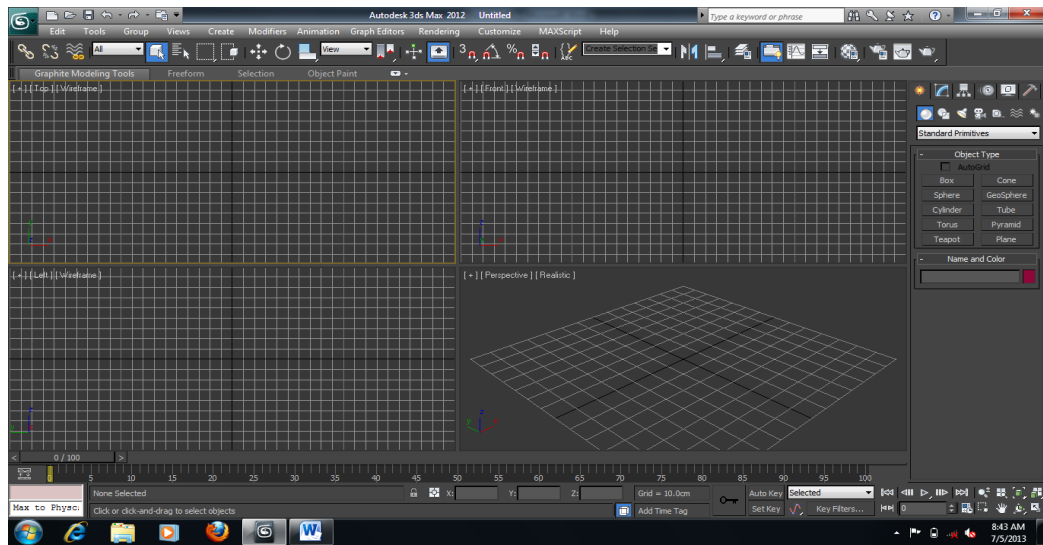 Autodesk 3ds Max 2012 Untitled
Type a keyword or phrase
Edit Tools Group Views Create Modifiers Animation Graph Editors Rendering Customize MAXScript Help
All
View
Create Selection Se
Graphite Modeling Tools Freeform Selection Object Paint
[ + ] [ Top ] [ Wireframe ]
[ + ] [ Front ] [ Wireframe ]
[ + ] [ Left ] [ Wireframe ]
[ + ] [ Perspective ] [ Realistic ]
Standard Primitives
- Object Type
AutoGrid
Box Cone
Sphere GeoSphere
Cylinder Tube
Torus Pyramid
Teapot Plane
- Name and Color
< 0 / 100 >
0 5 10 15 20 25 30 35 40 45 50 55 60 65 70 75 80 85 90 95 100
None Selected X: Y: Z: Grid = 10.0cm Auto Key Selected
Max to Physc: Click or click-and-drag to select objects Add Time Tag Set Key Key Filters... 0
8:43 AM
7/5/2013